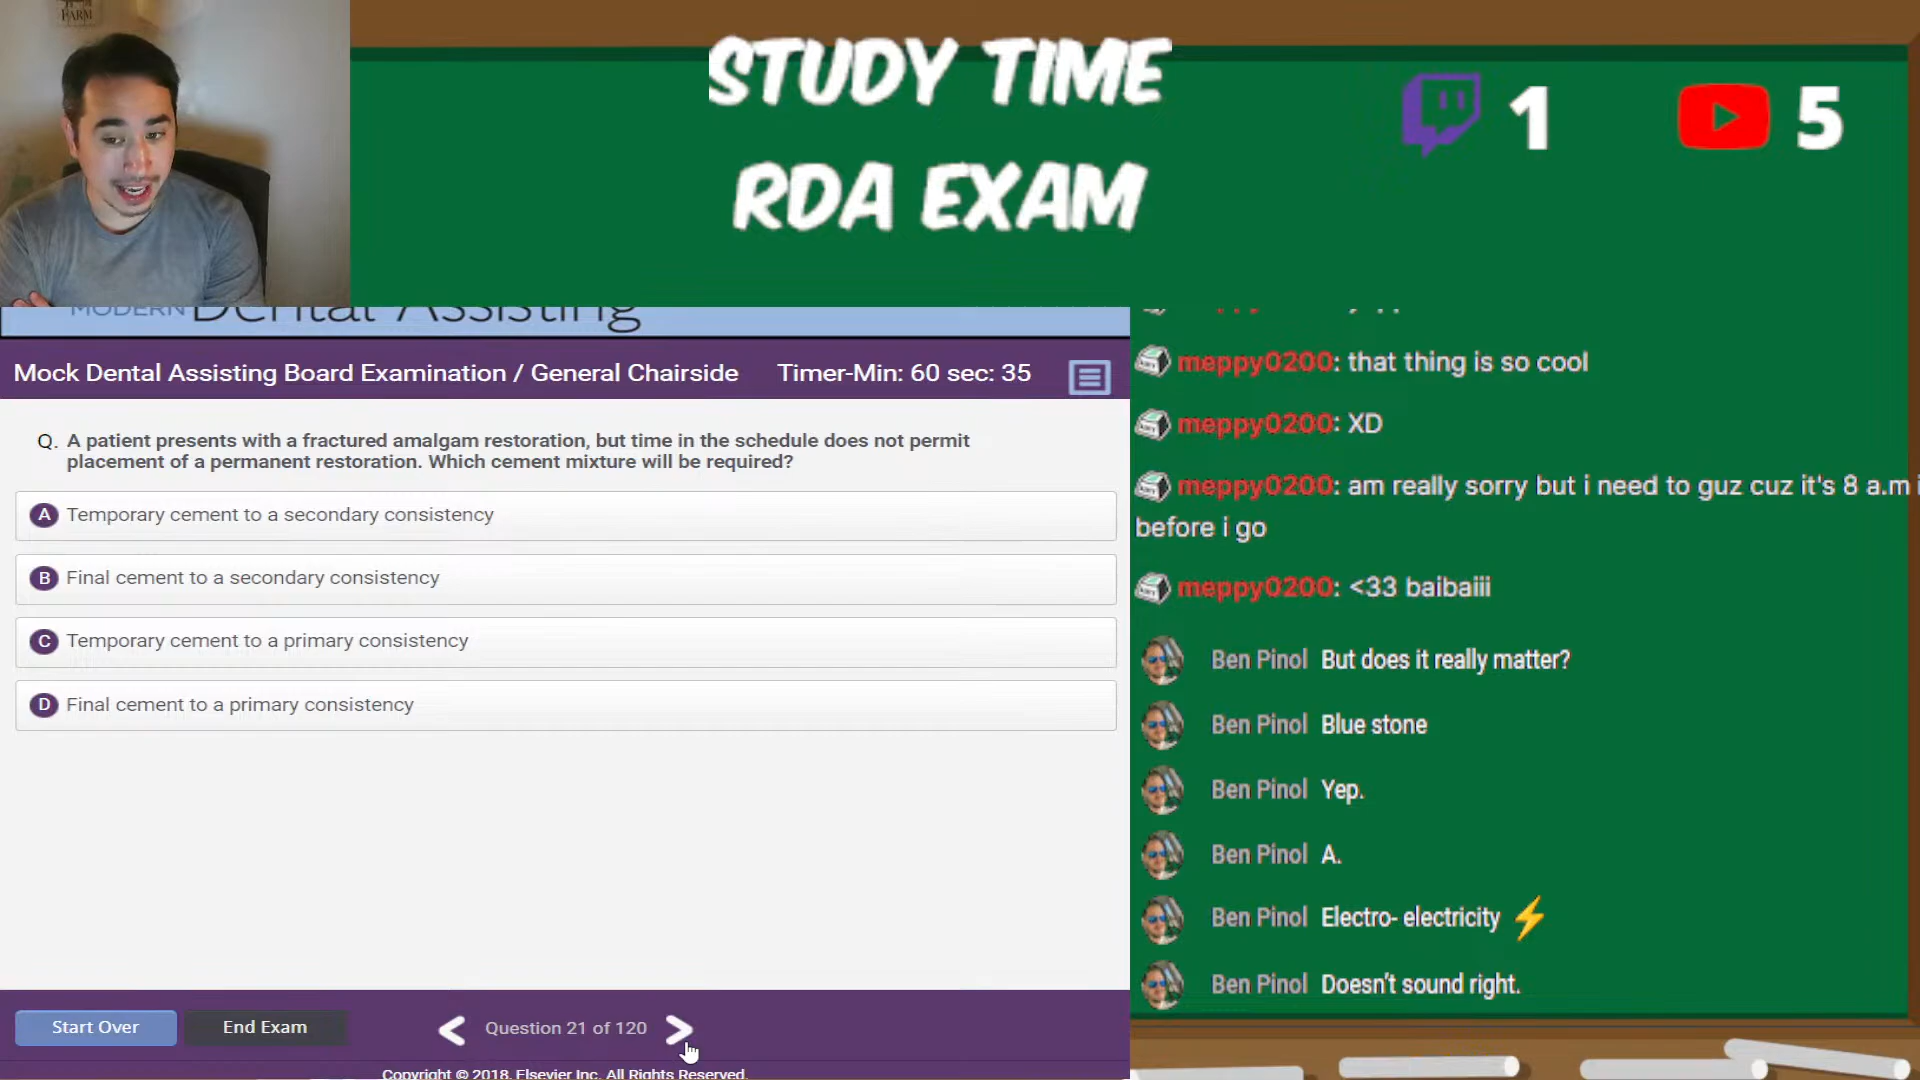 FARM
STUDY TIME
RDA EXAM
1
5
MODERN Dental Assisting
Mock Dental Assisting Board Examination / General Chairside
Timer-Min: 60 sec: 35
Q. A patient presents with a fractured amalgam restoration, but time in the schedule does not permit
placement of a permanent restoration. Which cement mixture will be required?
A Temporary cement to a secondary consistency
B Final cement to a secondary consistency
C Temporary cement to a primary consistency
D Final cement to a primary consistency
Start Over
End Exam
Question 21 of 120
Copyright © 2018, Elsevier Inc. All Rights Reserved.
meppy0200: that thing is so cool
meppy0200: XD
meppy0200: am really sorry but i need to guz cuz it's 8 a.m i
before i go
meppy0200: <33 baibaiii
Ben Pinol But does it really matter?
Ben Pinol Blue stone
Ben Pinol Yep.
Ben Pinol A.
Ben Pinol Electro- electricity ⚡
Ben Pinol Doesn't sound right.